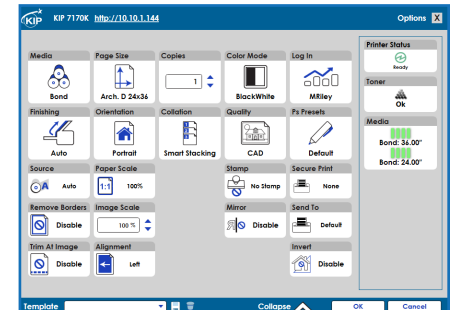 KIP KIP 7170K http://10.10.1.144 Options X
Media Page Size Copies Color Mode Log In
Bond Arch. D 24x36 1 BlackWhite MRiley
Finishing Orientation Collation Quality Ps Presets
Auto Portrait Smart Stacking CAD Default
Source Paper Scale Stamp Secure Print
A Auto 1:1 100% No Stamp None
Remove Borders Image Scale Mirror Send To
Disable 100 % Disable Default
Trim At Image Alignment Invert
Disable Left Disable
Printer Status
Ready
Toner
Ok
Media
Bond: 36.00"
Bond: 24.00"
Template Collapse OK Cancel